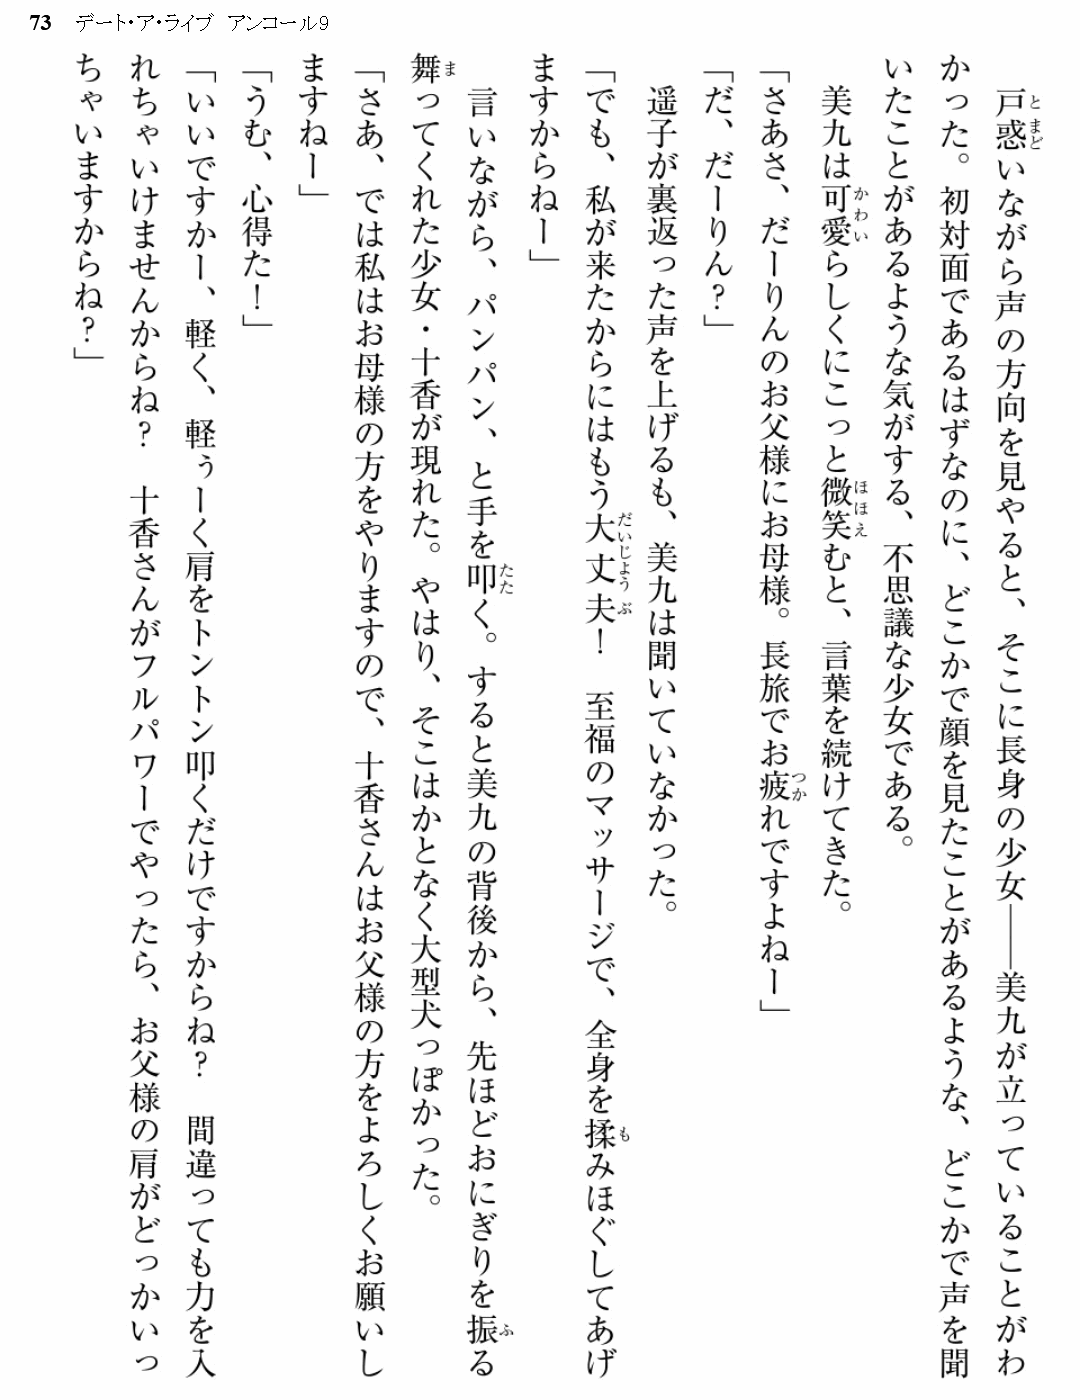 73 デート・ア・ライブ　アンコール9
　戸惑いながら声の方向を見やると、そこに長身の少女――美九が立っていることがわ
かった。初対面であるはずなのに、どこかで顔を見たことがあるような、どこかで声を聞
いたことがあるような気がする、不思議な少女である。
　美九は可愛らしくにこっと微笑むと、言葉を続けてきた。
「さあさ、だーりんのお父様にお母様。長旅でお疲れですよねー」
「だ、だーりん？」
　遥子が裏返った声を上げるも、美九は聞いていなかった。
「でも、私が来たからにはもう大丈夫！　至福のマッサージで、全身を揉みほぐしてあげ
ますからねー」
　言いながら、パンパン、と手を叩く。すると美九の背後から、先ほどおにぎりを振る
舞ってくれた少女・十香が現れた。やはり、そこはかとなく大型犬っぽかった。
「さあ、では私はお母様の方をやりますので、十香さんはお父様の方をよろしくお願いし
ますねー」
「うむ、心得た！」
「いいですかー、軽く、軽ぅーく肩をトントン叩くだけですからね？　間違っても力を入
れちゃいけませんからね？　十香さんがフルパワーでやったら、お父様の肩がどっかいっ
ちゃいますからね？」